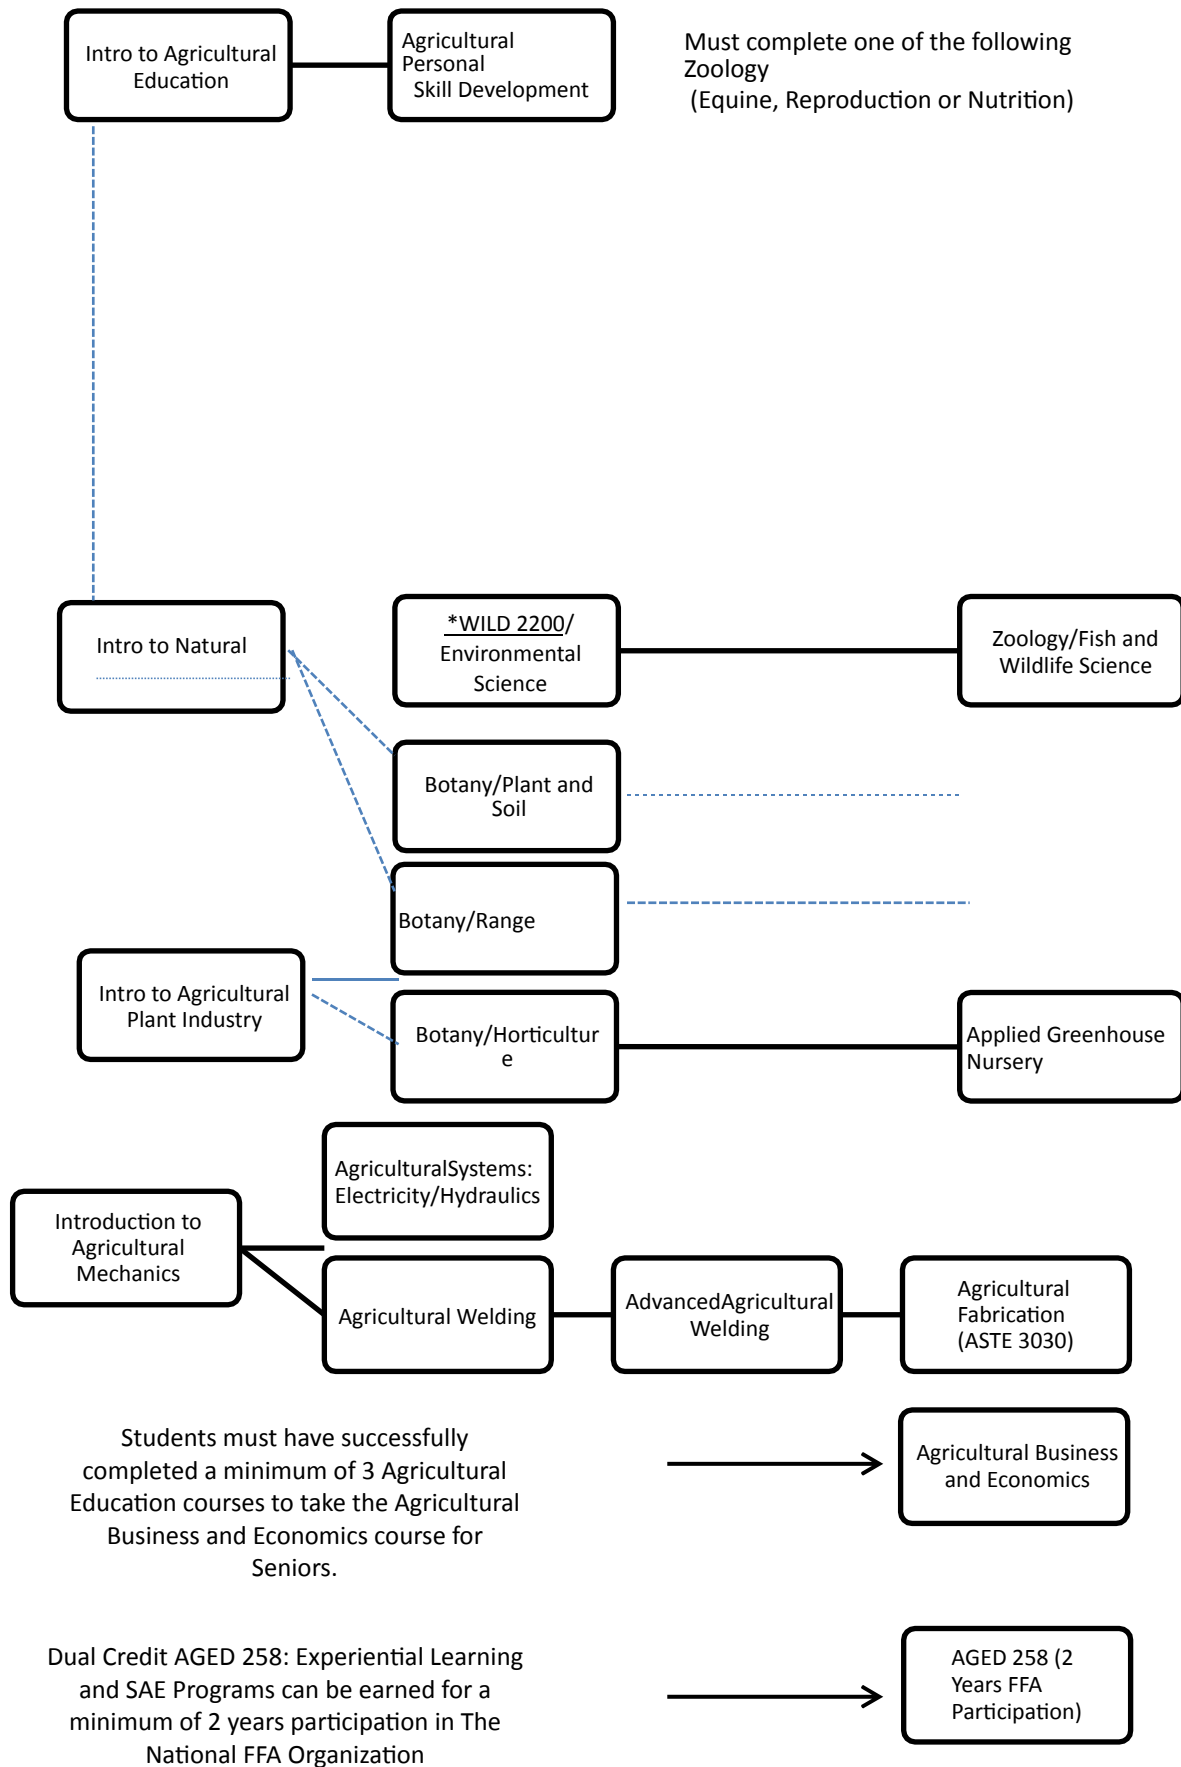 Intro to Agricultural
Education
Agricultural
Personal
Skill Development
Must complete one of the following
Zoology
(Equine, Reproduction or Nutrition)
Intro to Natural
*WILD 2200/
Environmental
Science
Zoology/Fish and
Wildlife Science
Botany/Plant and
Soil
Botany/Range
Intro to Agricultural
Plant Industry
Botany/Horticultur
e
Applied Greenhouse
Nursery
AgriculturalSystems:
Electricity/Hydraulics
Introduction to
Agricultural
Mechanics
Agricultural Welding
AdvancedAgricultural
Welding
Agricultural
Fabrication
(ASTE 3030)
Students must have successfully
completed a minimum of 3 Agricultural
Education courses to take the Agricultural
Business and Economics course for
Seniors.
Agricultural Business
and Economics
Dual Credit AGED 258: Experiential Learning
and SAE Programs can be earned for a
minimum of 2 years participation in The
National FFA Organization
AGED 258 (2
Years FFA
Participation)